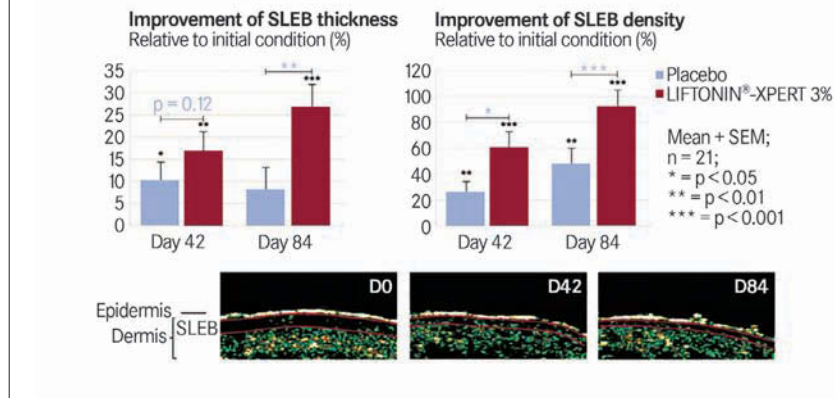 Improvement of SLEB thickness
Relative to initial condition (%)
35
30
25
20
15
10
5
0
p = 0.12
**
*
**
***
Day 42
Day 84
Improvement of SLEB density
Relative to initial condition (%)
120
100
80
60
40
20
0
*
***
**
***
**
***
Day 42
Day 84
Placebo
LIFTONIN®-XPERT 3%
Mean + SEM;
n = 21;
* = p<0.05
** = p<0.01
*** = p<0.001
Epidermis
Dermis
SLEB
D0
D42
D84